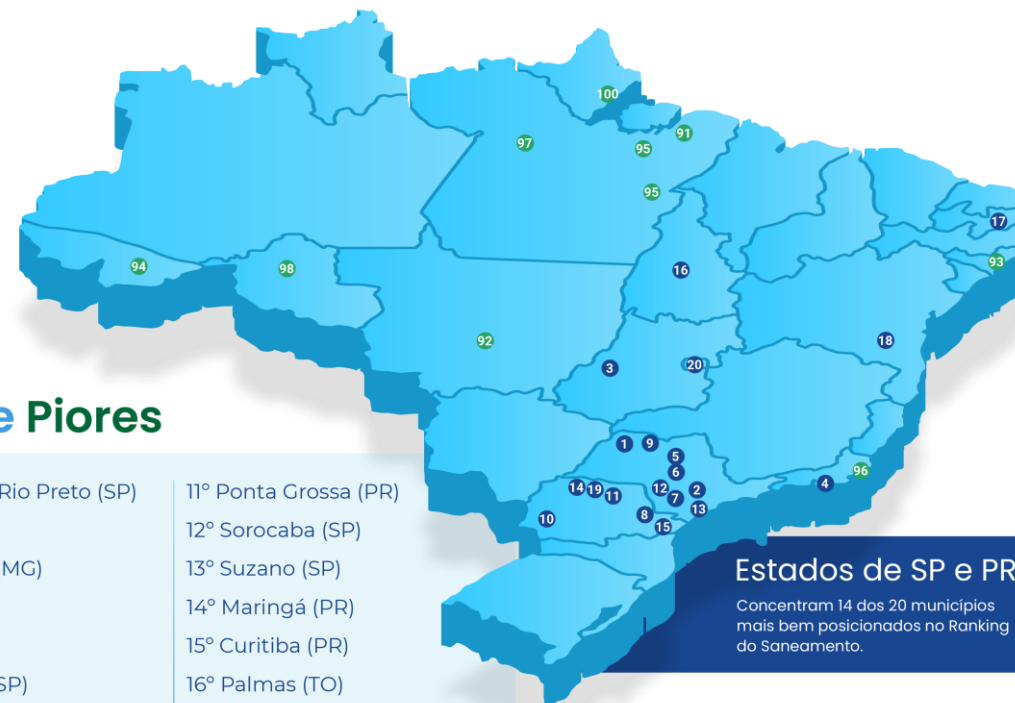 100
97
91
95
95
17
94
98
16
93
92
18
3
20
e Piores
1
9
5
6
96
Rio Preto (SP)
11º Ponta Grossa (PR)
14
19
11
12
2
7
4
13
10
8
15
12º Sorocaba (SP)
MG)
13º Suzano (SP)
Estados de SP e PR
Concentram 14 dos 20 municípios
mais bem posicionados no Ranking
do Saneamento.
14º Maringá (PR)
15º Curitiba (PR)
SP)
16º Palmas (TO)